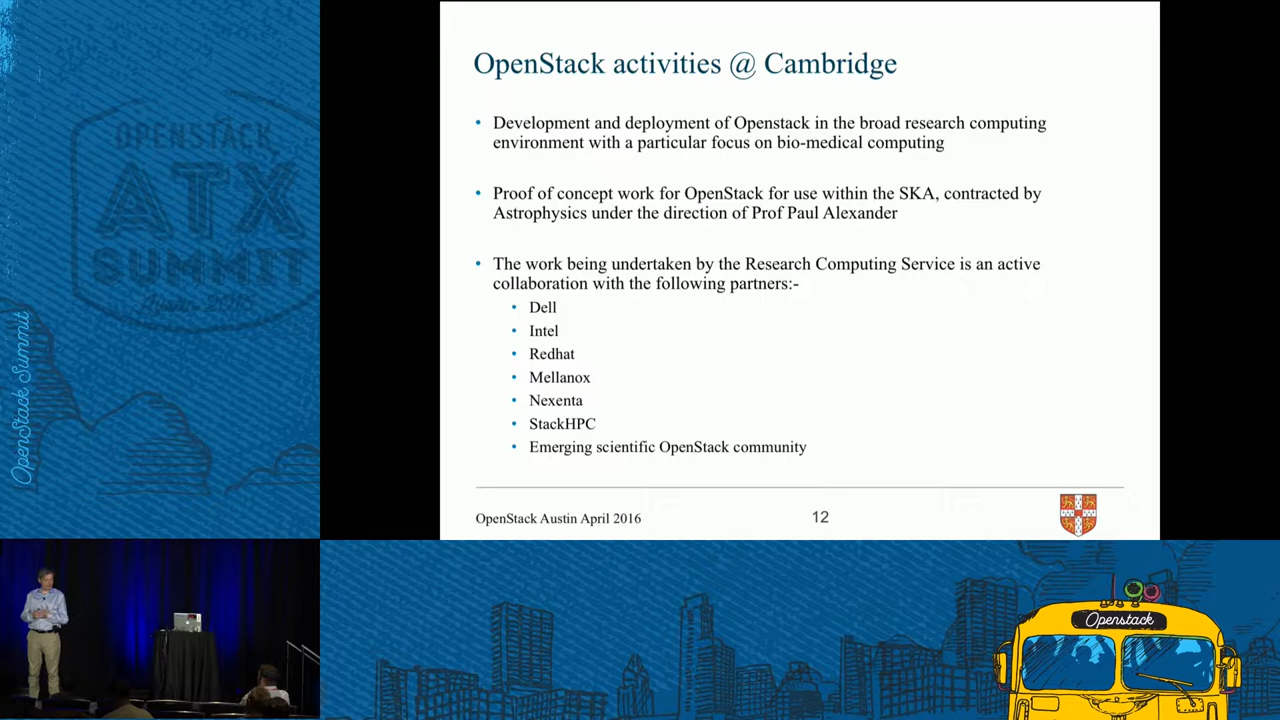 OpenStack activities @ Cambridge
• Development and deployment of Openstack in the broad research computing
environment with a particular focus on bio-medical computing
• Proof of concept work for OpenStack for use within the SKA, contracted by
Astrophysics under the direction of Prof Paul Alexander
• The work being undertaken by the Research Computing Service is an active
collaboration with the following partners:-
• Dell
• Intel
• Redhat
• Mellanox
• Nexenta
• StackHPC
• Emerging scientific OpenStack community
OpenStack Austin April 2016
12
OPENSTACK
ATX
SUMMIT
OpenStack Summit
Openstack